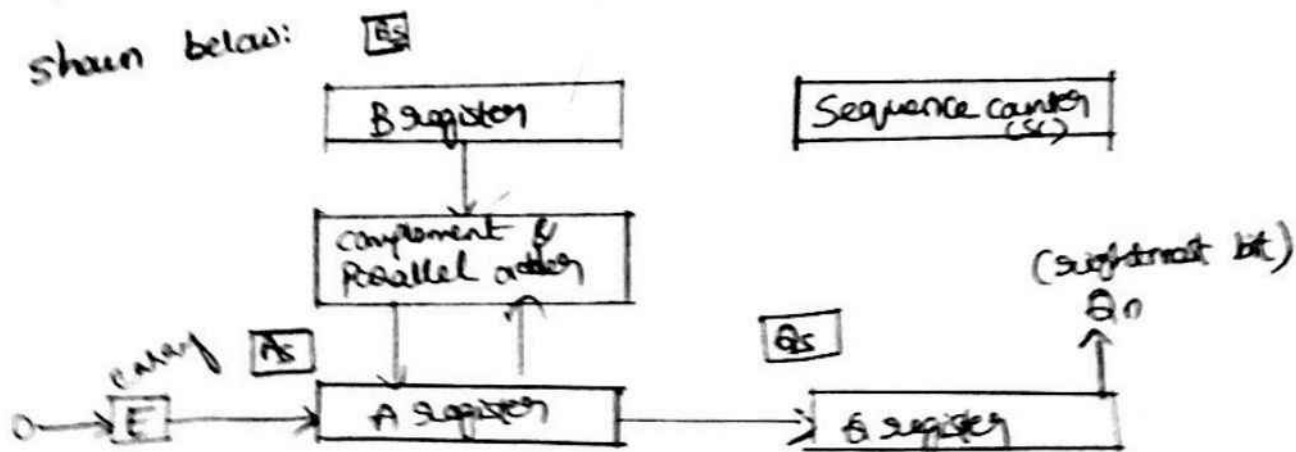 shown below: Bs
B register
Sequence counter
(SC)
complement &
Parallel adder
(rightmost bit)
Qn
carry
As
Qs
0 E
A register
Q register